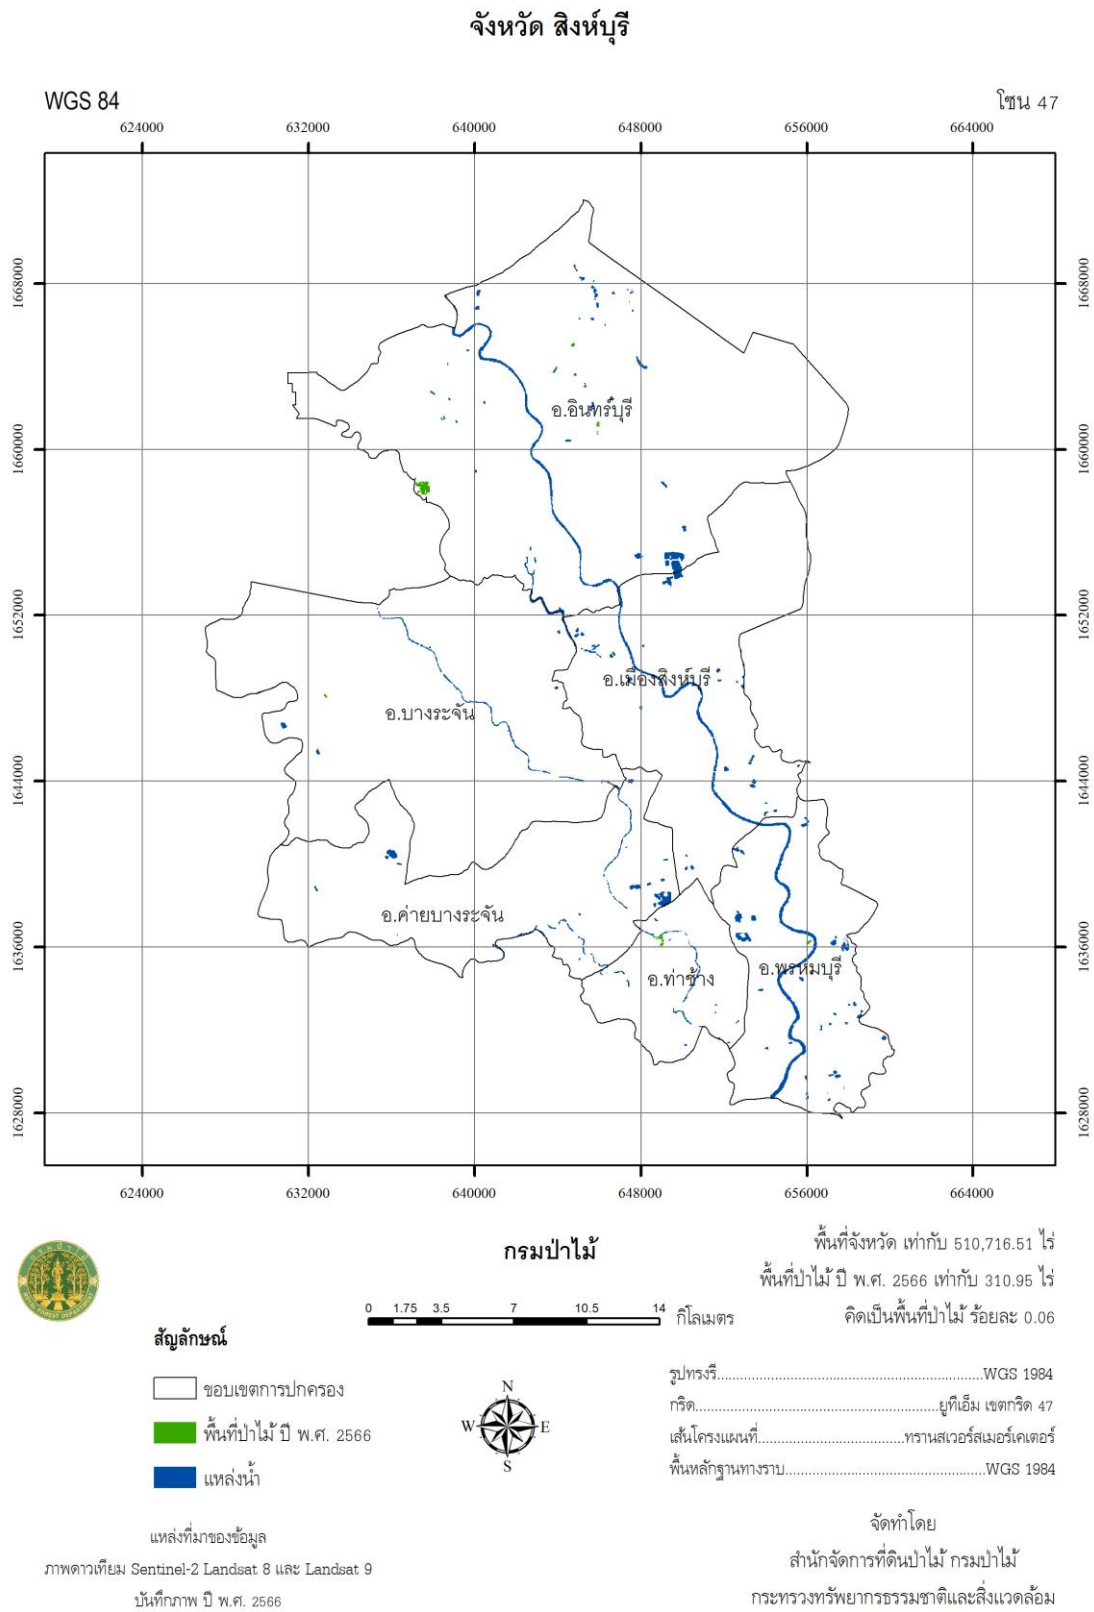 จังหวัด สิงห์บุรี
WGS 84
โซน 47
624000 632000 640000 648000 656000 664000
1668000 1668000
1660000 1660000
1652000 1652000
1644000 1644000
1636000 1636000
1628000 1628000
อ.อินทร์บุรี
อ.เมืองสิงห์บุรี
อ.บางระจัน
อ.ค่ายบางระจัน
อ.พรหมบุรี
อ.ท่าช้าง
624000 632000 640000 648000 656000 664000
กรมป่าไม้
ROYAL FOREST DEPARTMENT
กรมป่าไม้
พื้นที่จังหวัด เท่ากับ 510,716.51 ไร่
พื้นที่ป่าไม้ ปี พ.ศ. 2566 เท่ากับ 310.95 ไร่
คิดเป็นพื้นที่ป่าไม้ ร้อยละ 0.06
0 1.75 3.5 7 10.5 14 กิโลเมตร
สัญลักษณ์
ขอบเขตการปกครอง
พื้นที่ป่าไม้ ปี พ.ศ. 2566
แหล่งน้ำ
N
W E
S
รูปทรงรี.....................................................WGS 1984
กริด.................................................ยูทีเอ็ม เขตกริด 47
เส้นโครงแผนที่.............................ทรานสเวอร์สเมอร์เคเตอร์
พื้นหลักฐานทางราบ........................................WGS 1984
แหล่งที่มาของข้อมูล
ภาพดาวเทียม Sentinel-2 Landsat 8 และ Landsat 9
บันทึกภาพ ปี พ.ศ. 2566
จัดทำโดย
สำนักจัดการที่ดินป่าไม้ กรมป่าไม้
กระทรวงทรัพยากรธรรมชาติและสิ่งแวดล้อม